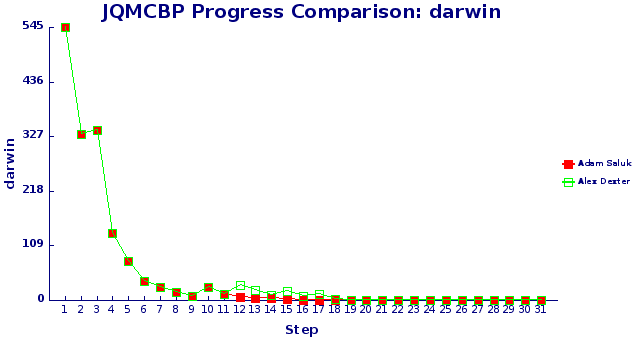 JQMCBP Progress Comparison: darwin
545
436
327
218
109
0
darwin
1 2 3 4 5 6 7 8 9 10 11 12 13 14 15 16 17 18 19 20 21 22 23 24 25 26 27 28 29 30 31
Step
Adam Saluk
Alex Dexter